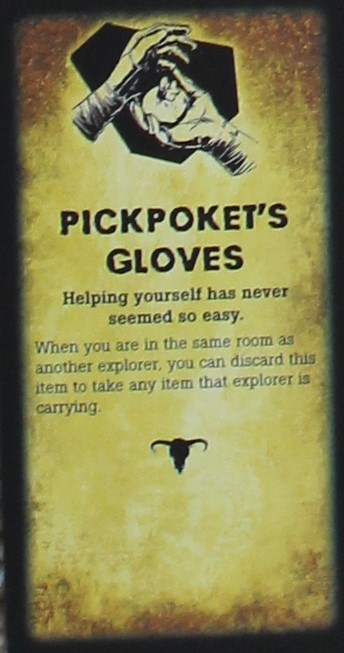 PICKPOKET'S
GLOVES
Helping yourself has never
seemed so easy.
When you are in the same room as
another explorer, you can discard this
item to take any item that explorer is
carrying.